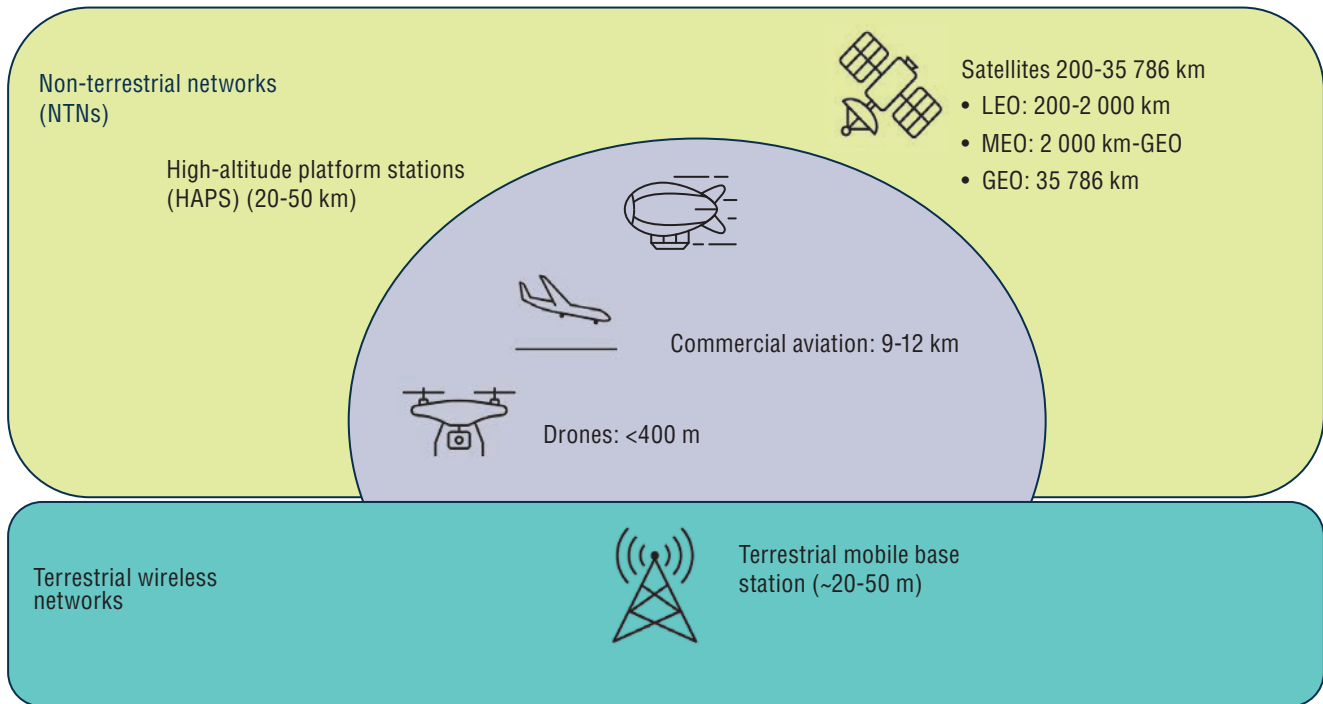 Non-terrestrial networks
(NTNs)
Satellites 200-35 786 km
• LEO: 200-2 000 km
• MEO: 2 000 km-GEO
• GEO: 35 786 km
High-altitude platform stations
(HAPS) (20-50 km)
Commercial aviation: 9-12 km
Drones: <400 m
Terrestrial wireless
networks
Terrestrial mobile base
station (~20-50 m)